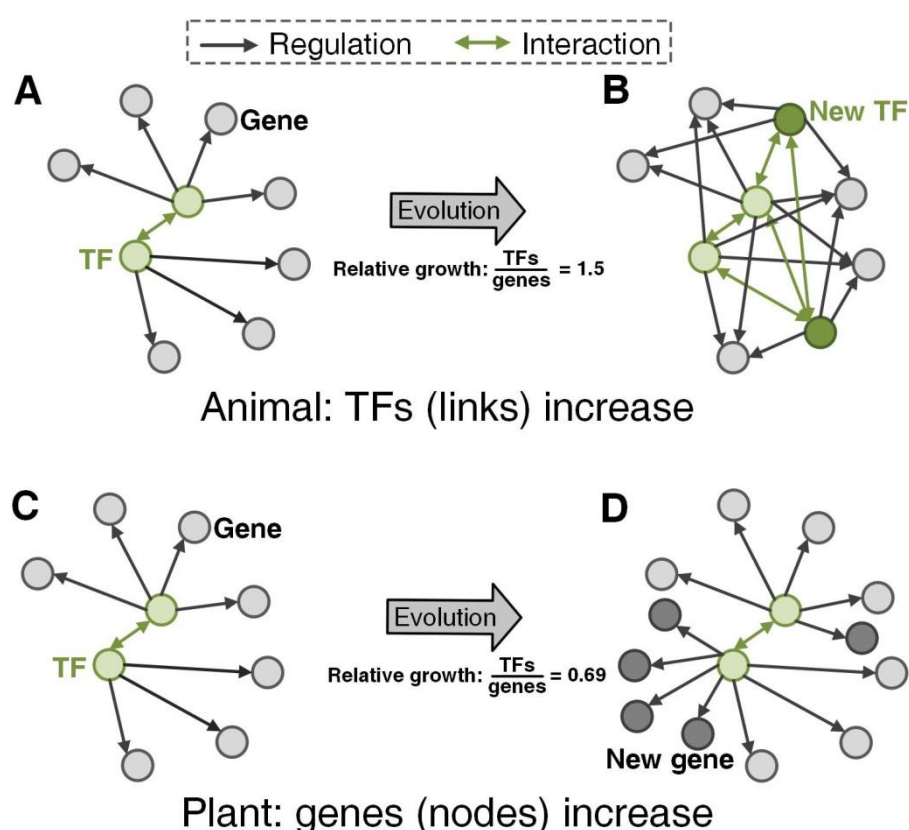 Regulation Interaction
A
Gene
TF
Evolution
Relative growth: TFs/genes = 1.5
B
New TF
Animal: TFs (links) increase
C
Gene
TF
Evolution
Relative growth: TFs/genes = 0.69
D
New gene
Plant: genes (nodes) increase